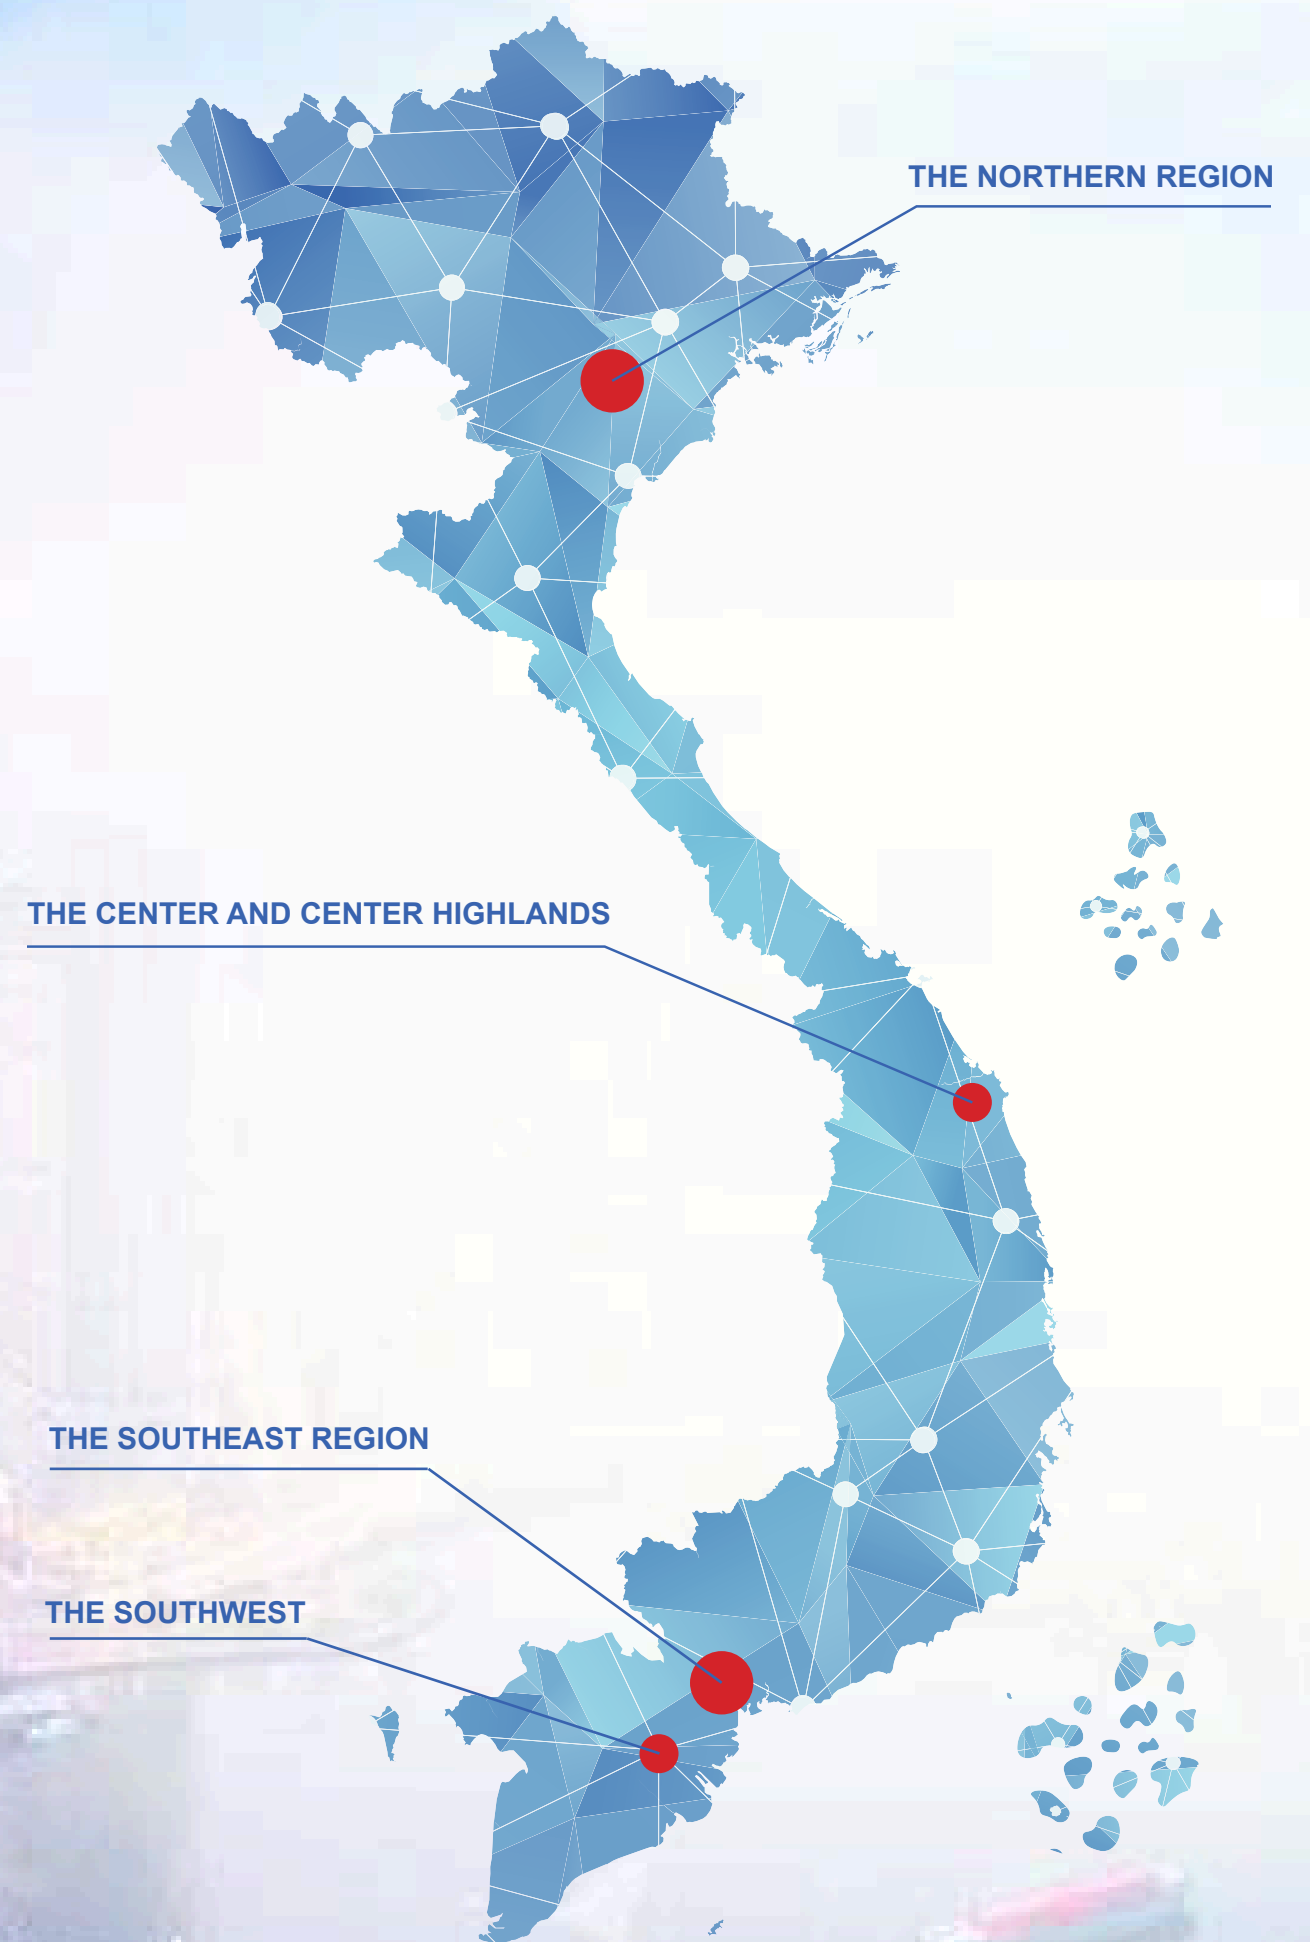 THE NORTHERN REGION
THE CENTER AND CENTER HIGHLANDS
THE SOUTHEAST REGION
THE SOUTHWEST